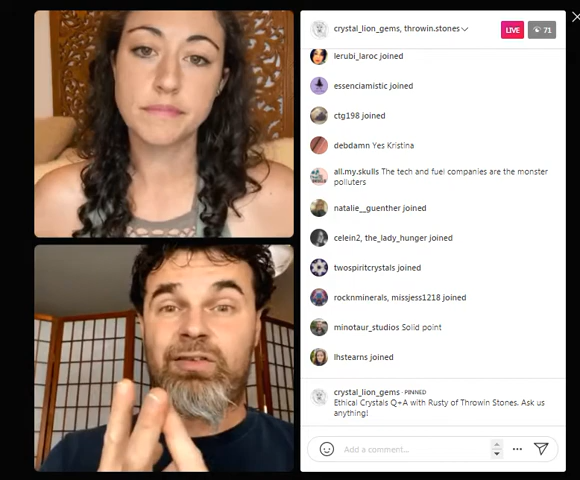 crystal_lion_gems, throwin.stones
LIVE
71
lerubi_laroc joined
essenciamistic joined
ctg198 joined
debdamn Yes Kristina
all.my.skulls The tech and fuel companies are the monster
polluters
natalie__guenther joined
celein2, the_lady_hunger joined
twospiritcrystals joined
rocknminerals, missjess1218 joined
minotaur_studios Solid point
lhstearns joined
crystal_lion_gems · PINNED
Ethical Crystals Q+A with Rusty of Throwin Stones. Ask us
anything!
Add a comment...